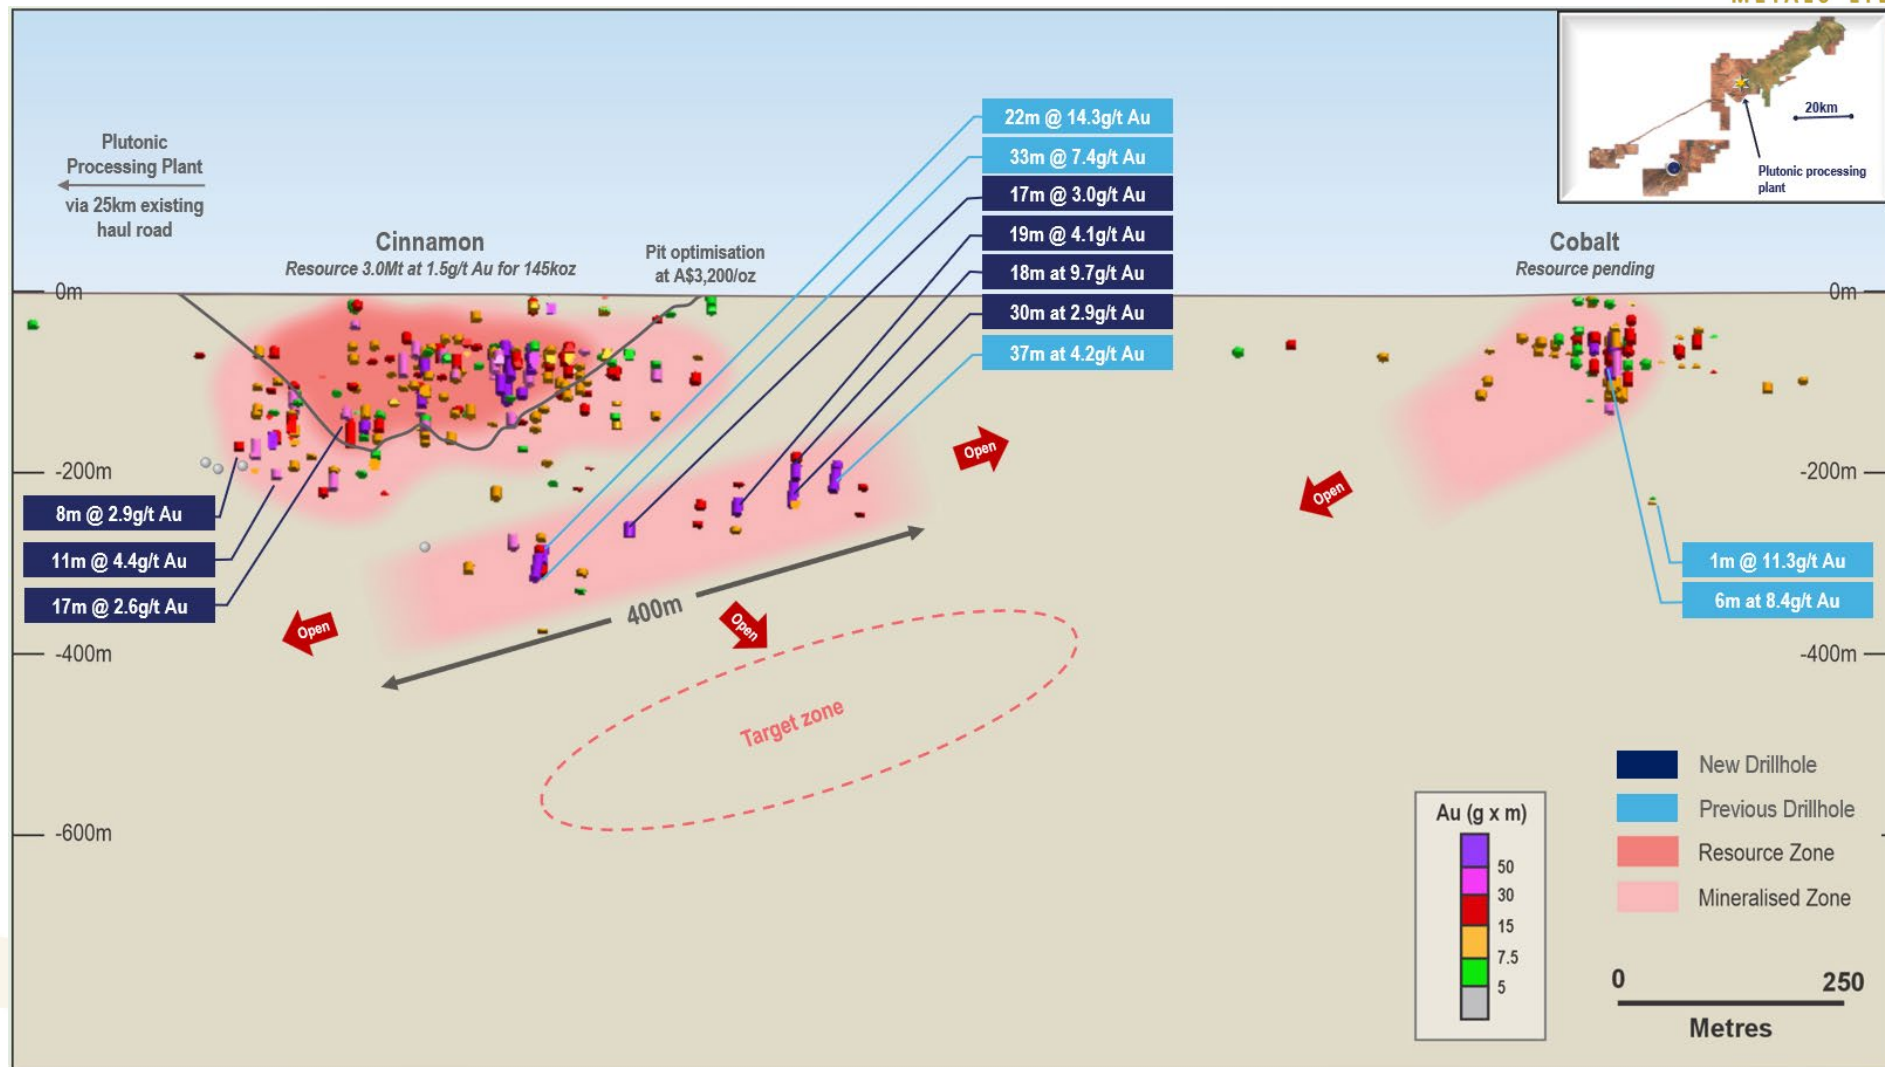 20km
Plutonic processing
plant
Plutonic
Processing Plant
via 25km existing
haul road
Cinnamon
Resource 3.0Mt at 1.5g/t Au for 145koz
Pit optimisation
at A$3,200/oz
22m @ 14.3g/t Au
33m @ 7.4g/t Au
17m @ 3.0g/t Au
19m @ 4.1g/t Au
18m at 9.7g/t Au
30m at 2.9g/t Au
37m at 4.2g/t Au
Cobalt
Resource pending
0m
0m
-200m
-200m
Open
Open
8m @ 2.9g/t Au
11m @ 4.4g/t Au
17m @ 2.6g/t Au
1m @ 11.3g/t Au
6m at 8.4g/t Au
400m
Open
Open
-400m
-400m
Target zone
-600m
Au (g x m)
50
30
15
7.5
5
New Drillhole
Previous Drillhole
Resource Zone
Mineralised Zone
0 250
Metres